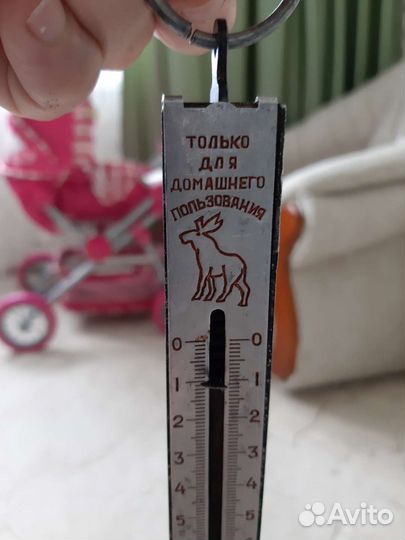 ТОЛЬКО
ДЛЯ
ДОМАШНЕГО
ПОЛЬЗОВАНИЯ
0 0
1 1
2 2
3 3
4 4
5 5
Avito